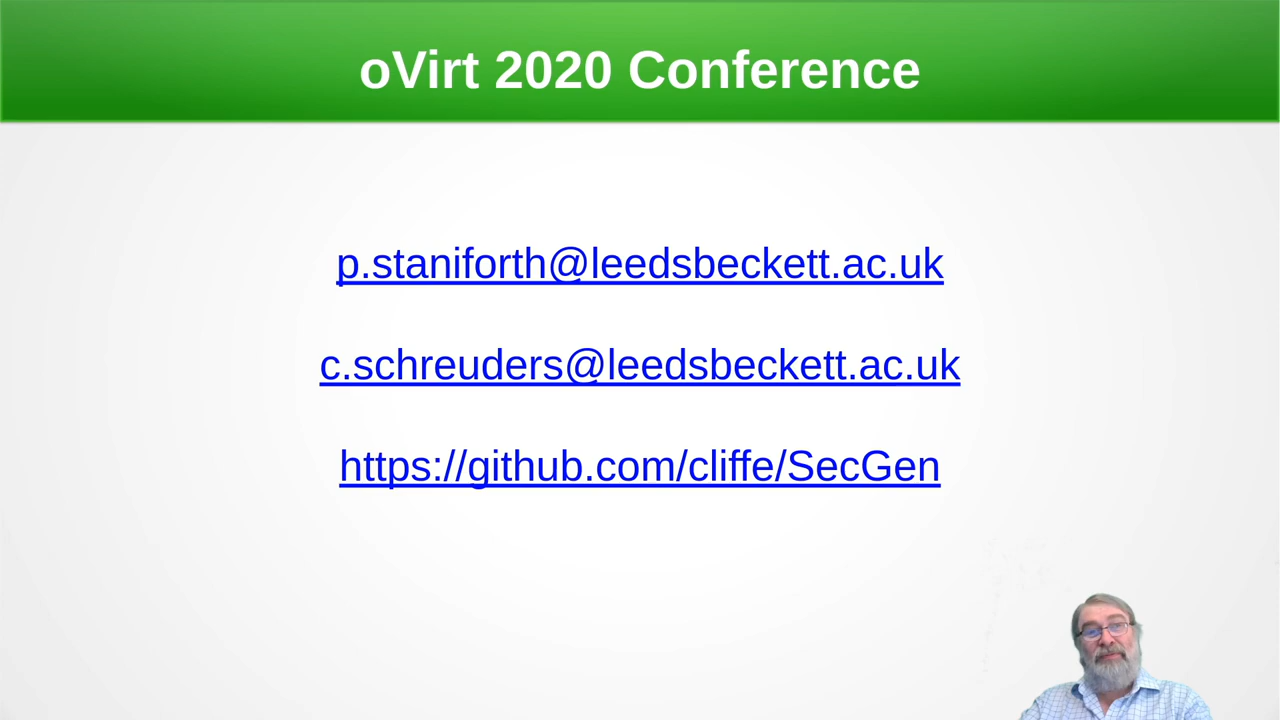 oVirt 2020 Conference
p.staniforth@leedsbeckett.ac.uk
c.schreuders@leedsbeckett.ac.uk
https://github.com/cliffe/SecGen